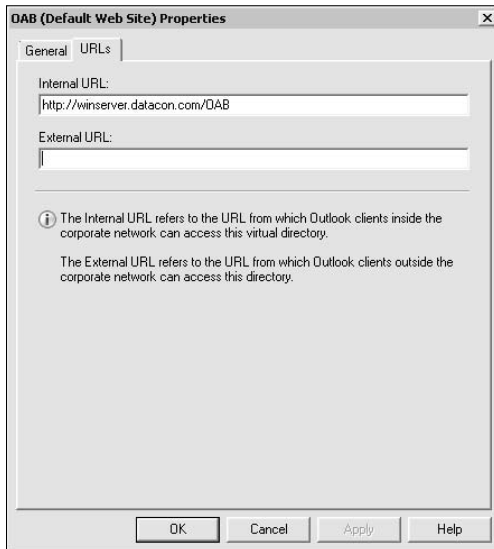 OAB (Default Web Site) Properties
General URLs
Internal URL:
http://winserver.datacon.com/OAB
External URL:
The Internal URL refers to the URL from which Outlook clients inside the
corporate network can access this virtual directory.
The External URL refers to the URL from which Outlook clients outside the
corporate network can access this directory.
OK Cancel Apply Help